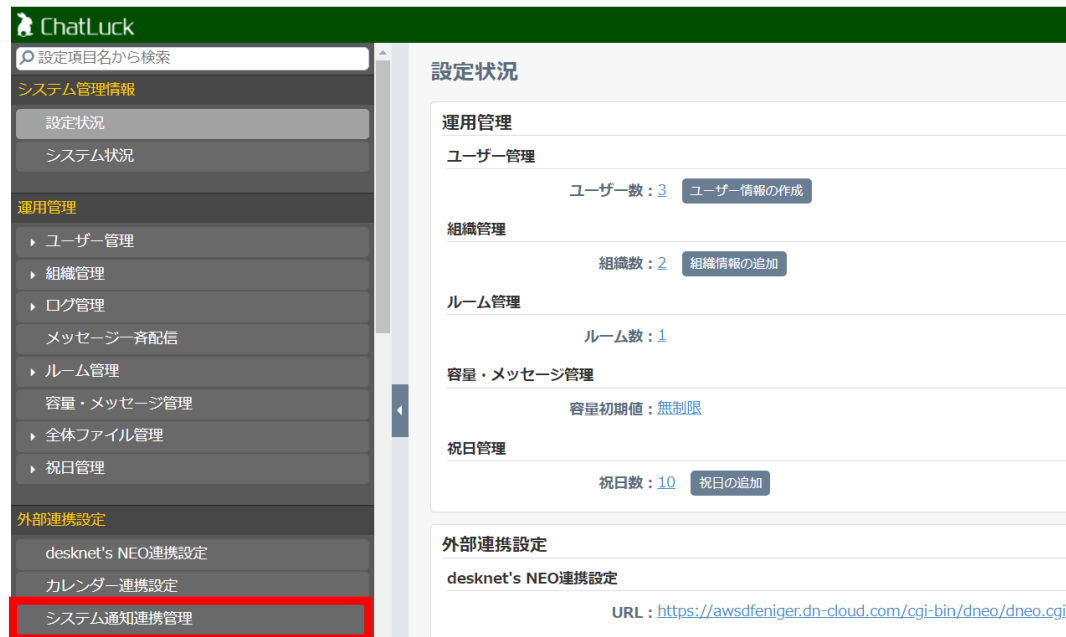 ChatLuck
設定項目名から検索
システム管理情報
設定状況
システム状況
運用管理
ユーザー管理
組織管理
ログ管理
メッセージ一斉配信
ルーム管理
容量・メッセージ管理
全体ファイル管理
祝日管理
外部連携設定
desknet's NEO連携設定
カレンダー連携設定
システム通知連携管理
設定状況
運用管理
ユーザー管理
ユーザー数：3 ユーザー情報の作成
組織管理
組織数：2 組織情報の追加
ルーム管理
ルーム数：1
容量・メッセージ管理
容量初期値：無制限
祝日管理
祝日数：10 祝日の追加
外部連携設定
desknet's NEO連携設定
URL：https://awsdfeniger.dn-cloud.com/cgi-bin/dneo/dneo.cgi